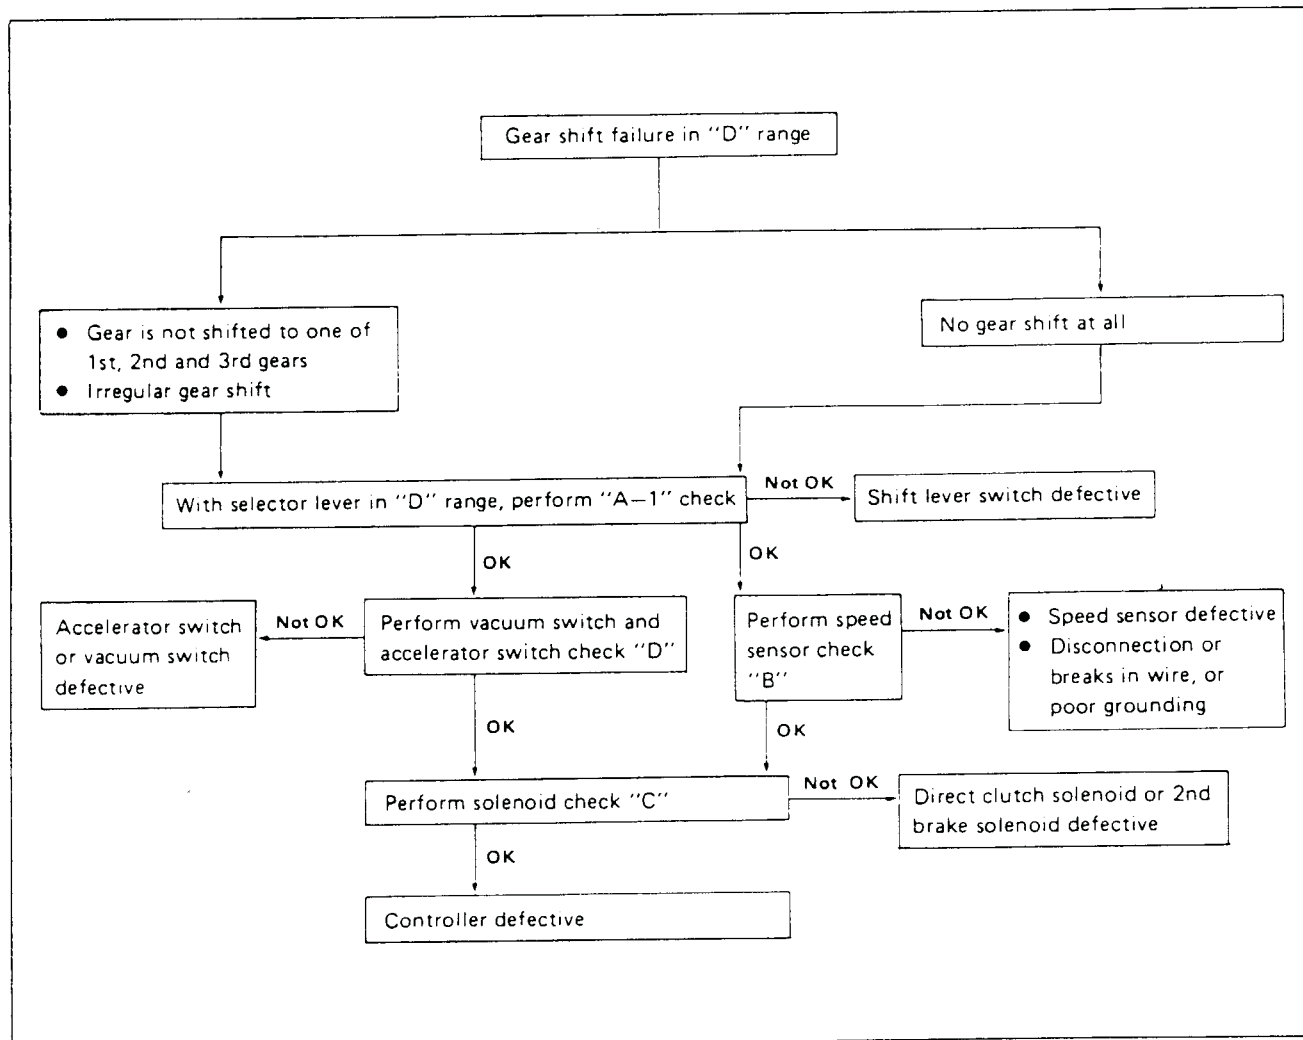 Gear shift failure in "D" range
● Gear is not shifted to one of
1st, 2nd and 3rd gears
● Irregular gear shift
No gear shift at all
With selector lever in "D" range, perform "A–1" check
Not OK
Shift lever switch defective
OK
OK
Accelerator switch
or vacuum switch
defective
Not OK
Perform vacuum switch and
accelerator switch check "D"
Perform speed
sensor check
"B"
Not OK
● Speed sensor defective
● Disconnection or
breaks in wire, or
poor grounding
OK
OK
Perform solenoid check "C"
Not OK
Direct clutch solenoid or 2nd
brake solenoid defective
OK
Controller defective